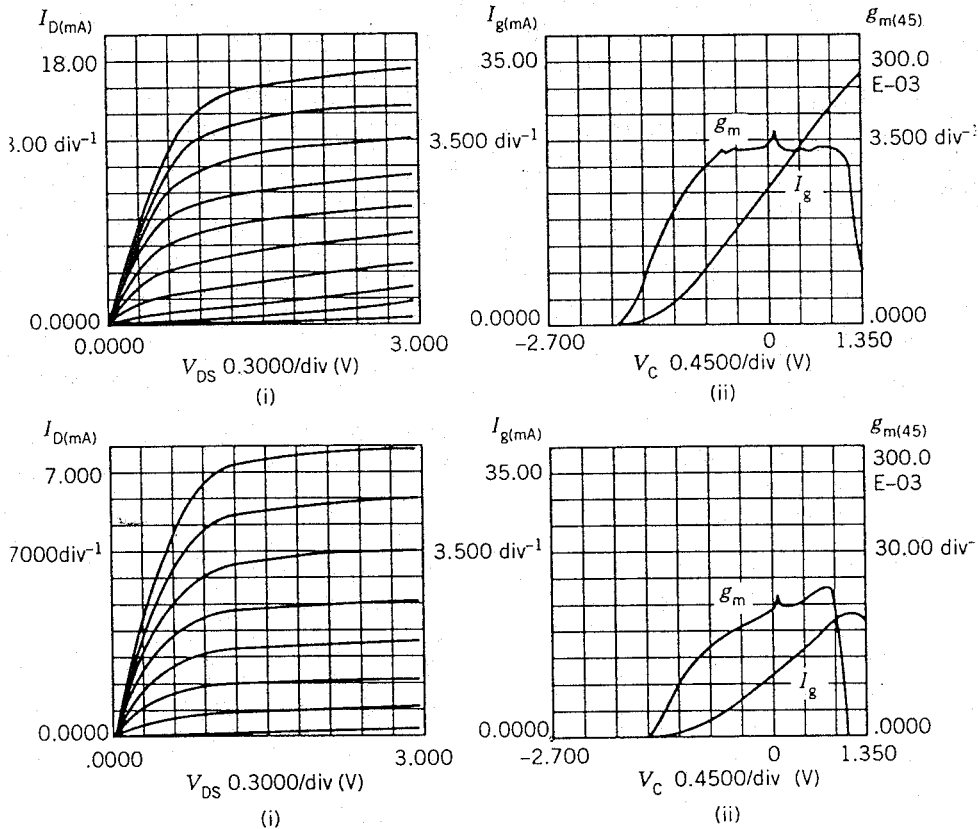 I_D(mA)
18.00
3.00 div⁻¹
0.0000
0.0000
3.000
V_DS 0.3000/div (V)
(i)
I_g(mA)
35.00
3.500 div⁻¹
0.0000
g_m(45)
300.0
E-03
3.500 div⁻
.0000
g_m
I_g
−2.700
0
1.350
V_C 0.4500/div (V)
(ii)
I_D(mA)
7.000
7000div⁻¹
0.0000
.0000
3.000
V_DS 0.3000/div (V)
(i)
I_g(mA)
35.00
3.500 div⁻¹
0.0000
g_m(45)
300.0
E-03
30.00 div⁻
.0000
g_m
I_g
−2.700
0
1.350
V_C 0.4500/div (V)
(ii)